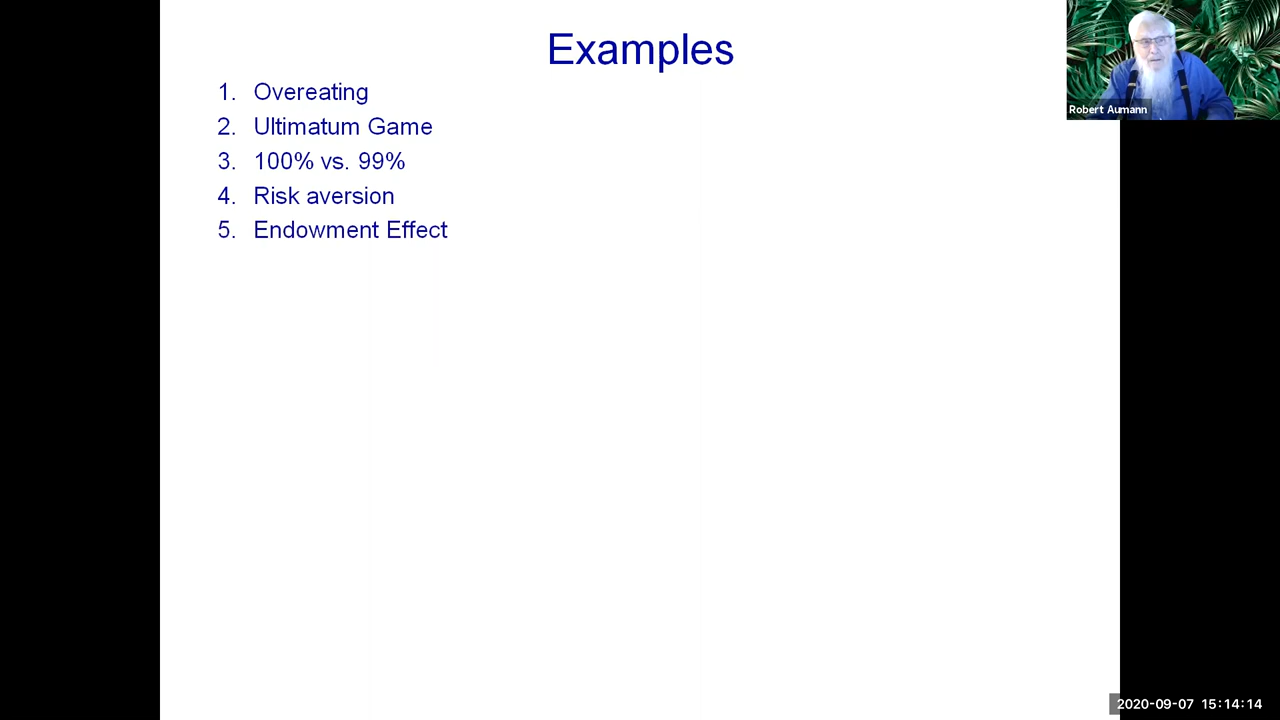 Examples
1. Overeating
2. Ultimatum Game
3. 100% vs. 99%
4. Risk aversion
5. Endowment Effect
Robert Aumann
2020-09-07 15:14:14